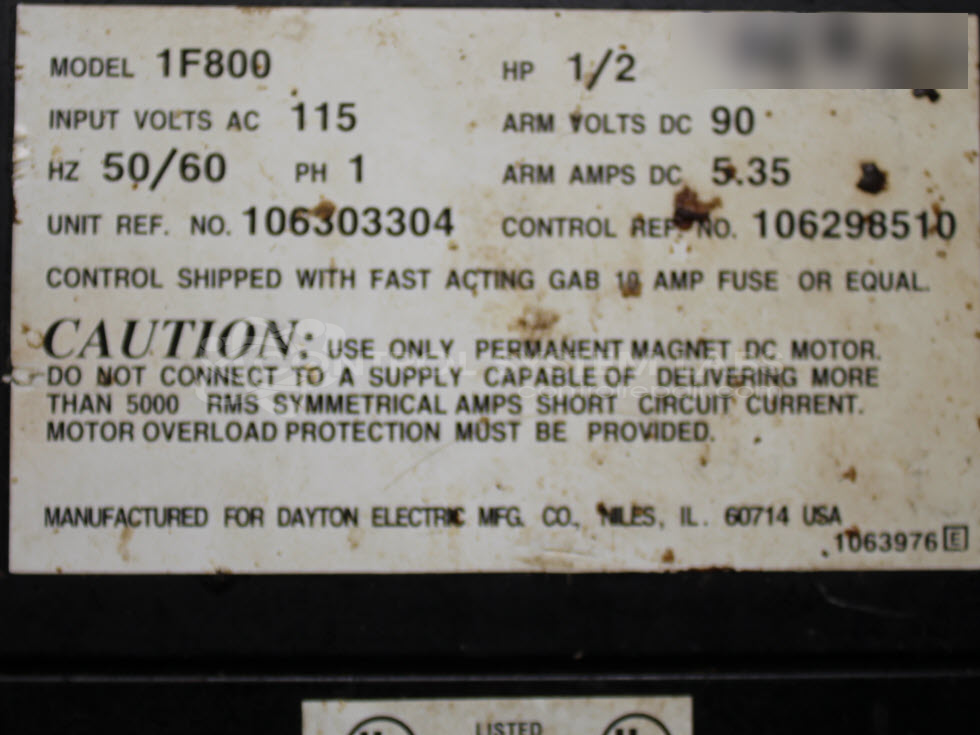 MODEL 1F800 HP 1/2
INPUT VOLTS AC 115 ARM VOLTS DC 90
HZ 50/60 PH 1 ARM AMPS DC 5.35
UNIT REF. NO. 106303304 CONTROL REF NO. 106298510
CONTROL SHIPPED WITH FAST ACTING GAB 10 AMP FUSE OR EQUAL.
CAUTION: USE ONLY PERMANENT MAGNET DC MOTOR.
DO NOT CONNECT TO A SUPPLY CAPABLE OF DELIVERING MORE
THAN 5000 RMS SYMMETRICAL AMPS SHORT CIRCUIT CURRENT.
MOTOR OVERLOAD PROTECTION MUST BE PROVIDED.
MANUFACTURED FOR DAYTON ELECTRIC MFG. CO., NILES, IL. 60714 USA
1063976 E
LISTED